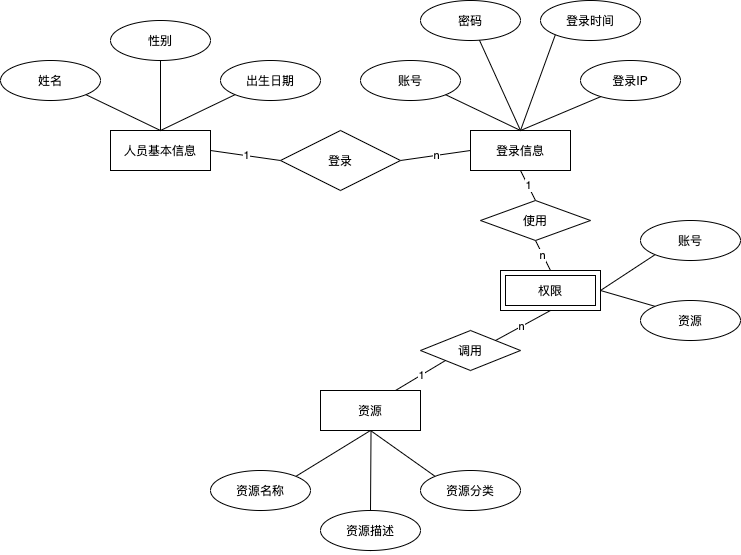 密码
登录时间
性别
姓名
出生日期
账号
登录IP
人员基本信息
1
登录
n
登录信息
1
使用
n
账号
权限
资源
n
调用
1
资源
资源名称
资源分类
资源描述